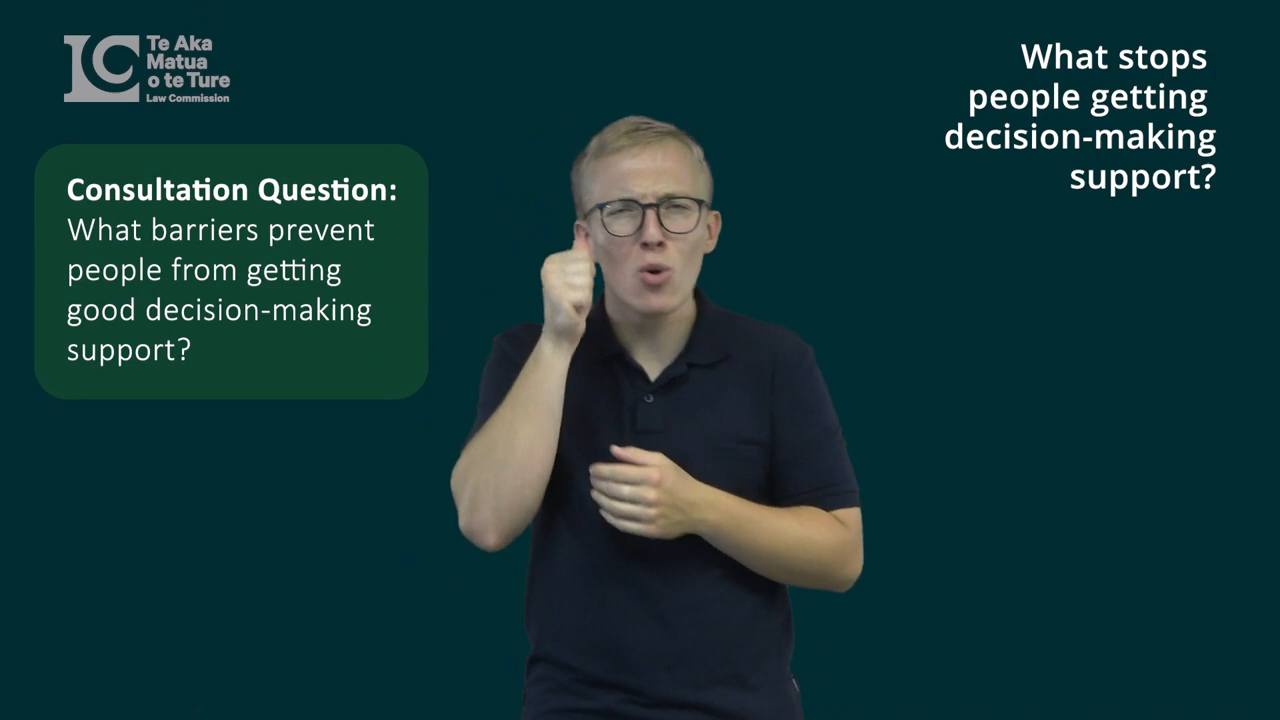 Te Aka
Matua
o te Ture
Law Commission
Consultation Question:
What barriers prevent
people from getting
good decision-making
support?
What stops
people getting
decision-making
support?